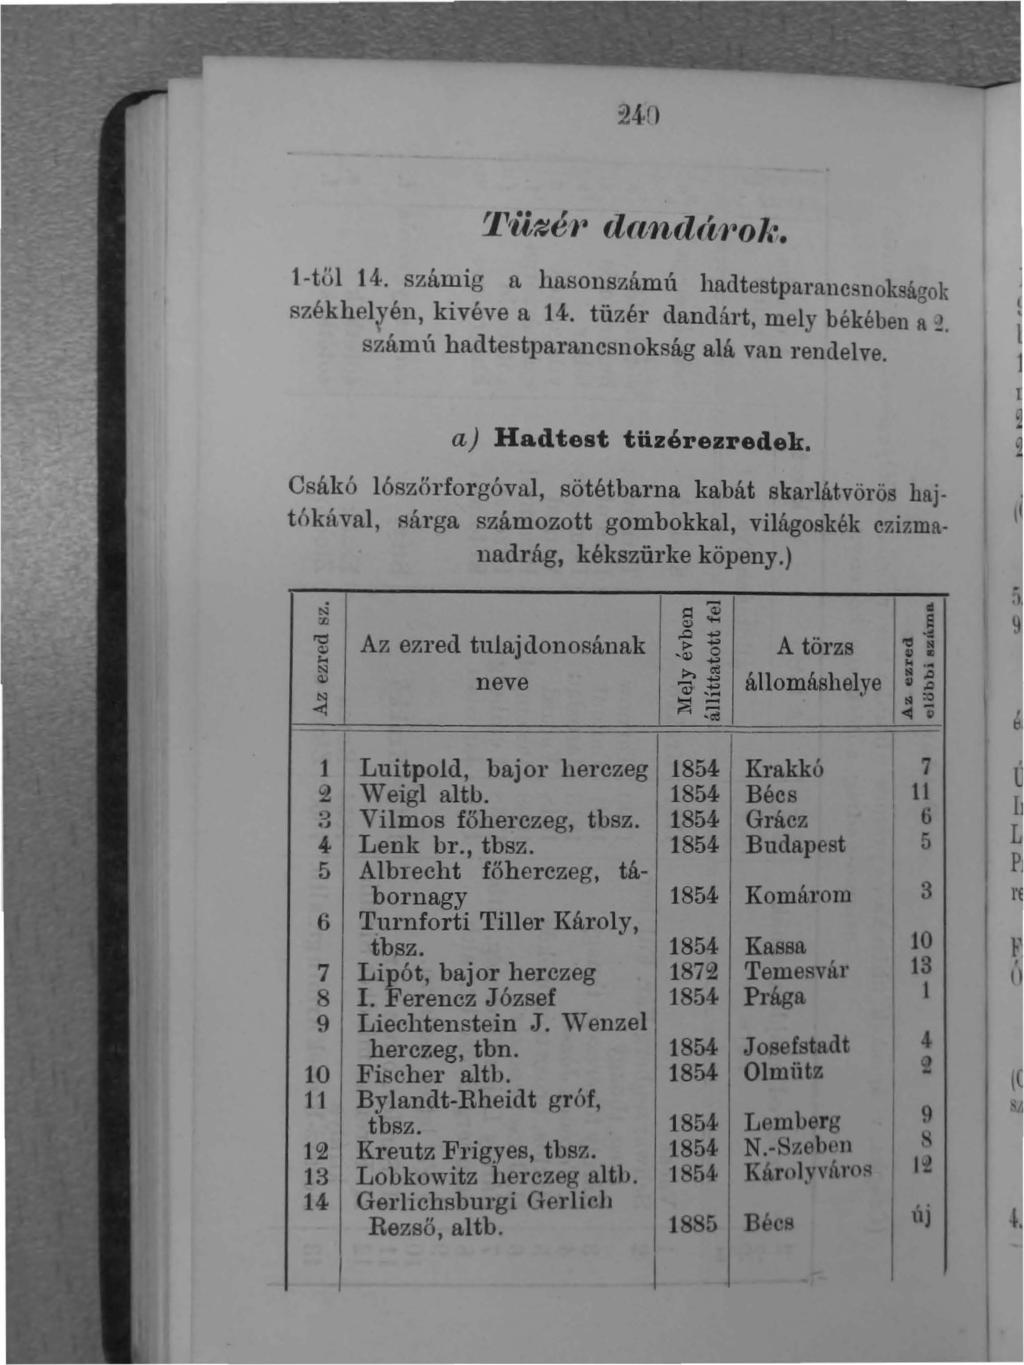 240
Tüzér dandárok.
1-től 14. számig a hasonszámú hadtestparancsnokságok
székhelyén, kivéve a 14. tüzér dandárt, mely békében a 2.
számú hadtestparancsnokság alá van rendelve.
a) Hadtest tüzérezredek.
Csákó lószőrforgóval, sötétbarna kabát skarlátvörös haj-
tókával, sárga számozott gombokkal, világoskék czizma-
nadrág, kékszürke köpeny.)
Az ezred sz.
Az ezred tulajdonosának
neve
Mely évben
állíttatott fel
A törzs
állomáshelye
Az ezred
előbbi száma
1 Luitpold, bajor herczeg 1854 Krakkó 7
2 Weigl altb. 1854 Bécs 11
3 Vilmos főherczeg, tbsz. 1854 Grácz 6
4 Lenk br., tbsz. 1854 Budapest 5
5 Albrecht főherczeg, tá-
bornagy 1854 Komárom 3
6 Turnforti Tiller Károly,
tbsz. 1854 Kassa 10
7 Lipót, bajor herczeg 1872 Temesvár 13
8 I. Ferencz József 1854 Prága 1
9 Liechtenstein J. Wenzel
herczeg, tbn. 1854 Josefstadt 4
10 Fischer altb. 1854 Olmütz 2
11 Bylandt-Rheidt gróf,
tbsz. 1854 Lemberg 9
12 Kreutz Frigyes, tbsz. 1854 N.-Szeben 8
13 Lobkowitz herczeg altb. 1854 Károlyváros 12
14 Gerlichsburgi Gerlich
Rezső, altb. 1885 Bécs új